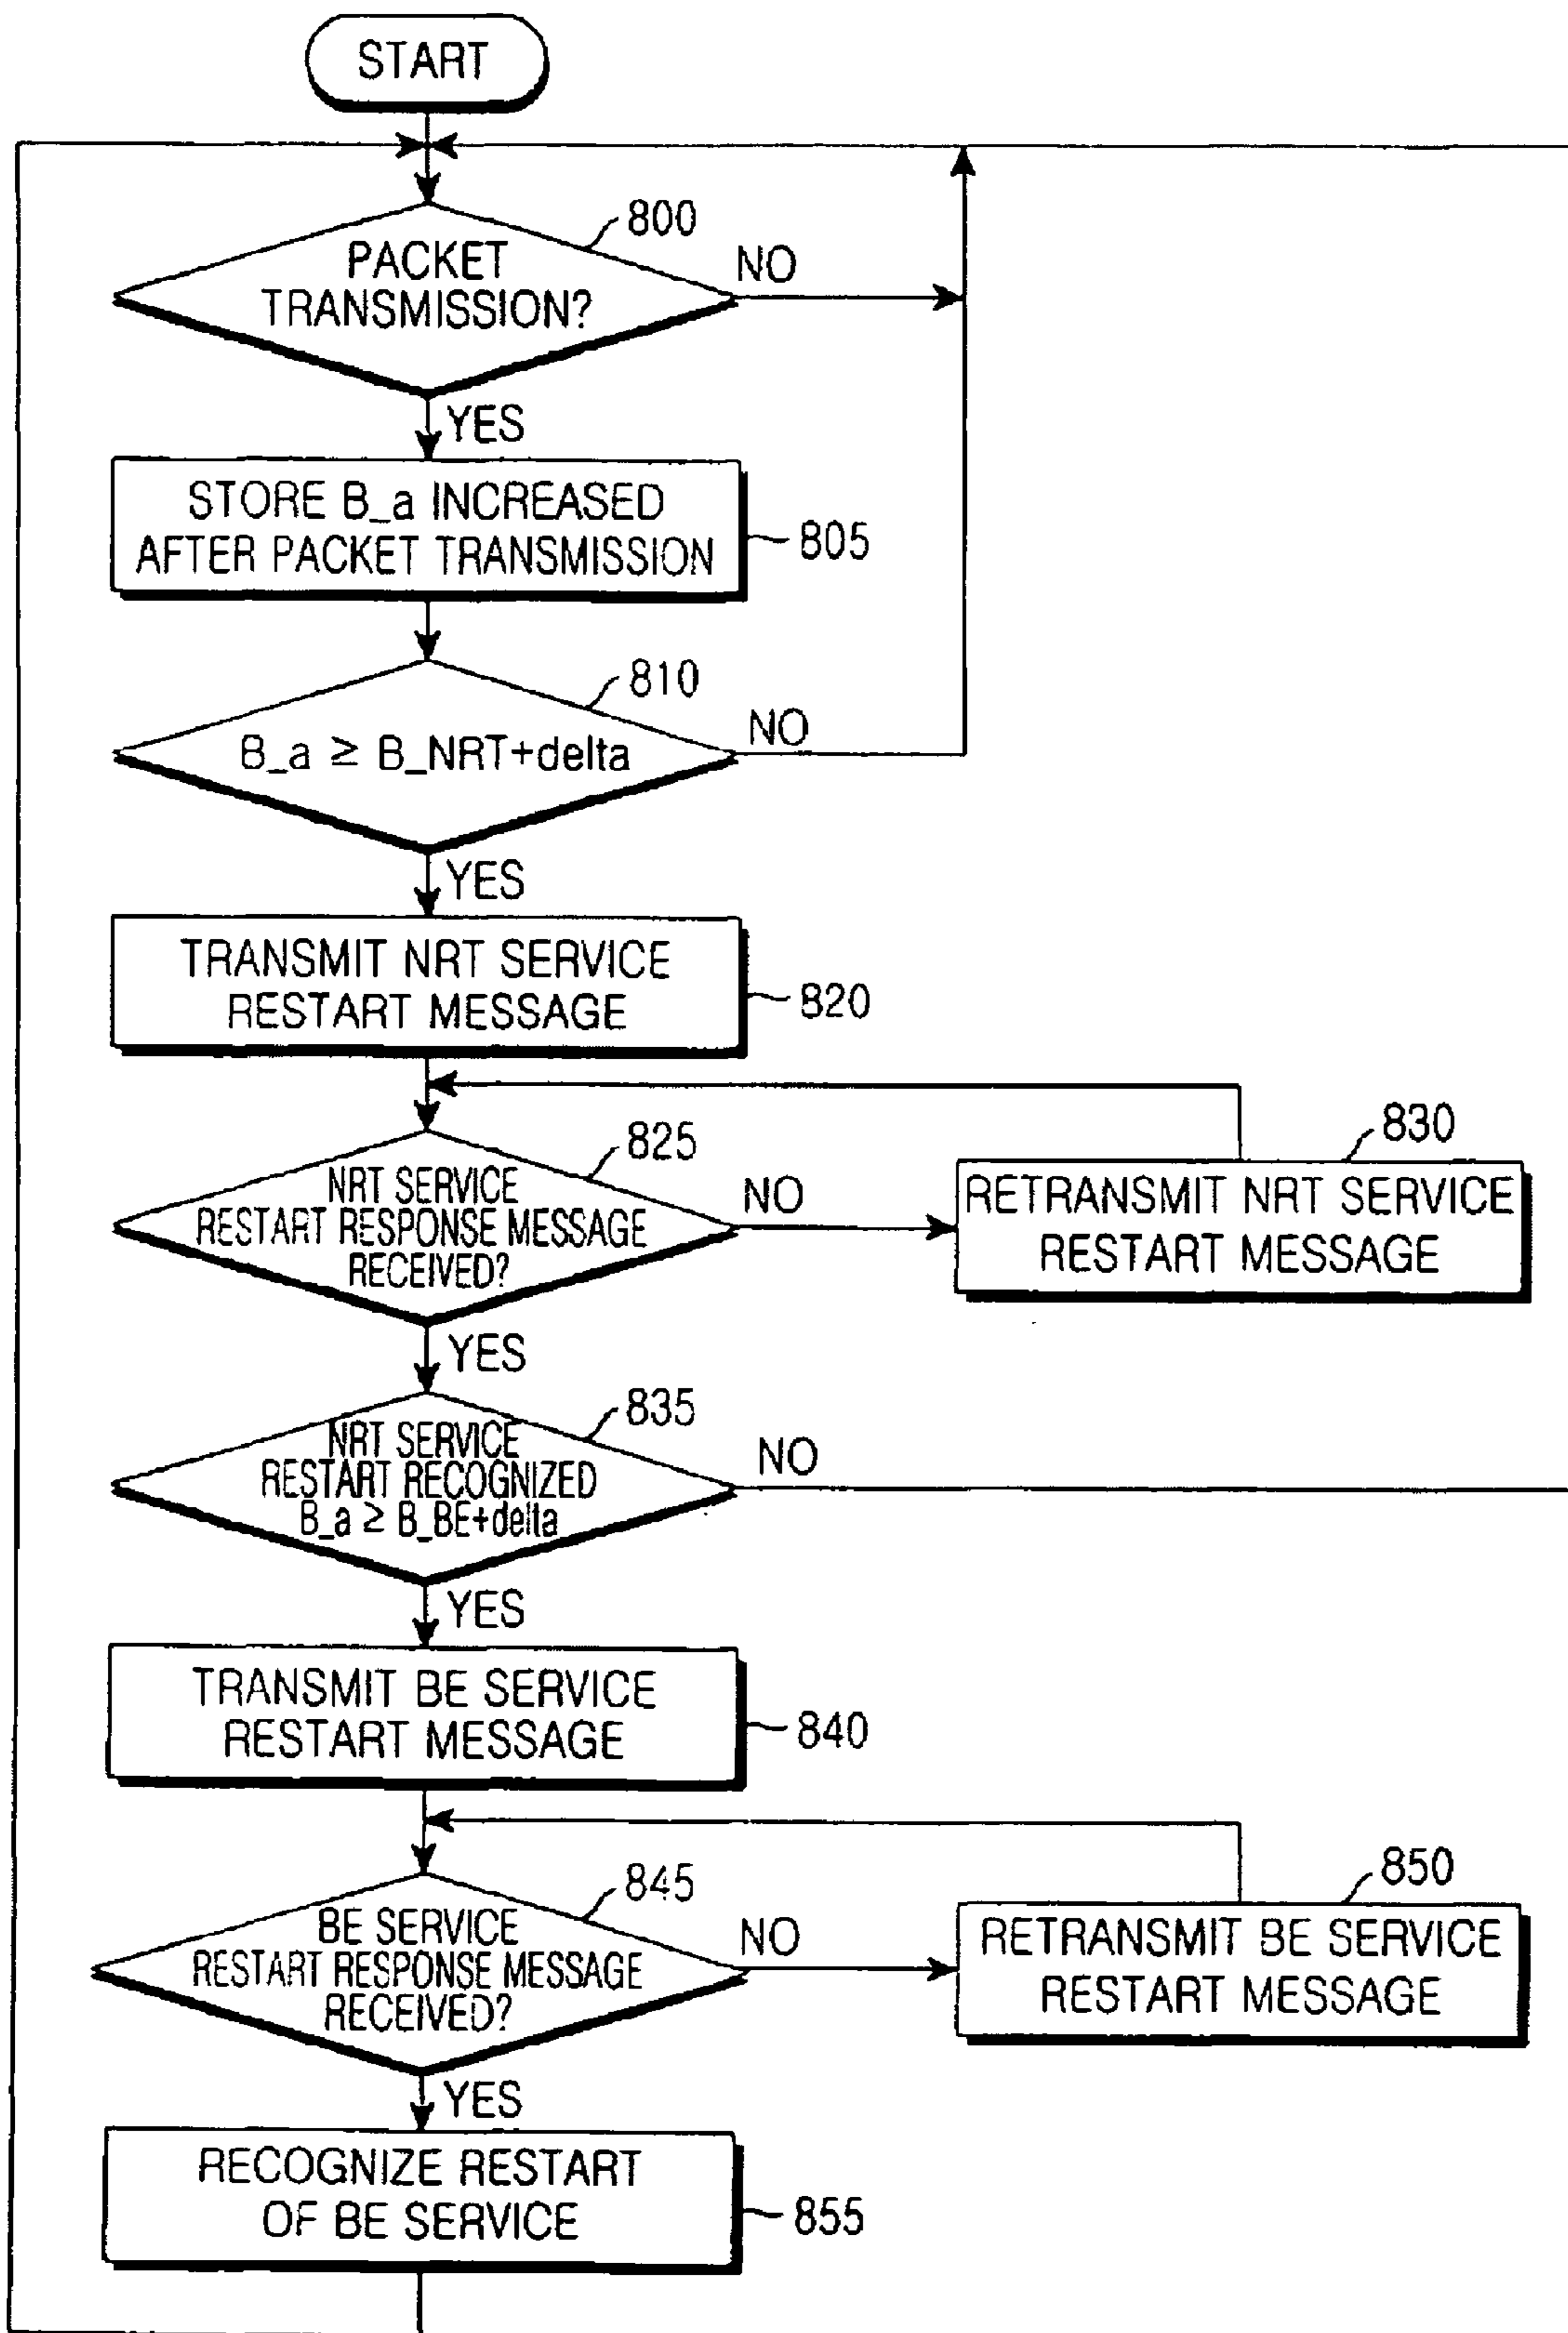 START
800
PACKET
TRANSMISSION?
NO
YES
STORE B_a INCREASED
AFTER PACKET TRANSMISSION
805
810
B_a ≥ B_NRT+delta
NO
YES
TRANSMIT NRT SERVICE
RESTART MESSAGE
820
825
NRT SERVICE
RESTART RESPONSE MESSAGE
RECEIVED?
NO
830
RETRANSMIT NRT SERVICE
RESTART MESSAGE
YES
835
NRT SERVICE
RESTART RECOGNIZED
B_a ≥ B_BE+delta
NO
YES
TRANSMIT BE SERVICE
RESTART MESSAGE
840
845
BE SERVICE
RESTART RESPONSE MESSAGE
RECEIVED?
NO
850
RETRANSMIT BE SERVICE
RESTART MESSAGE
YES
RECOGNIZE RESTART
OF BE SERVICE
855